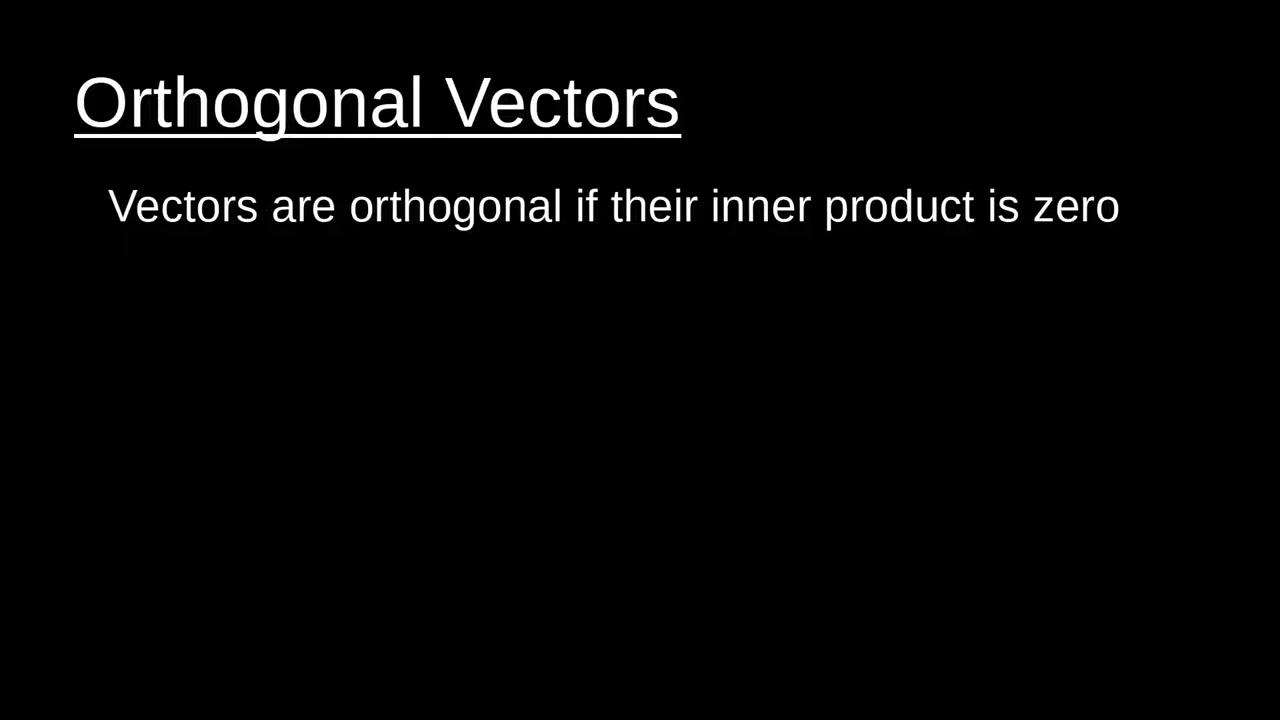 Orthogonal Vectors
Vectors are orthogonal if their inner product is zero